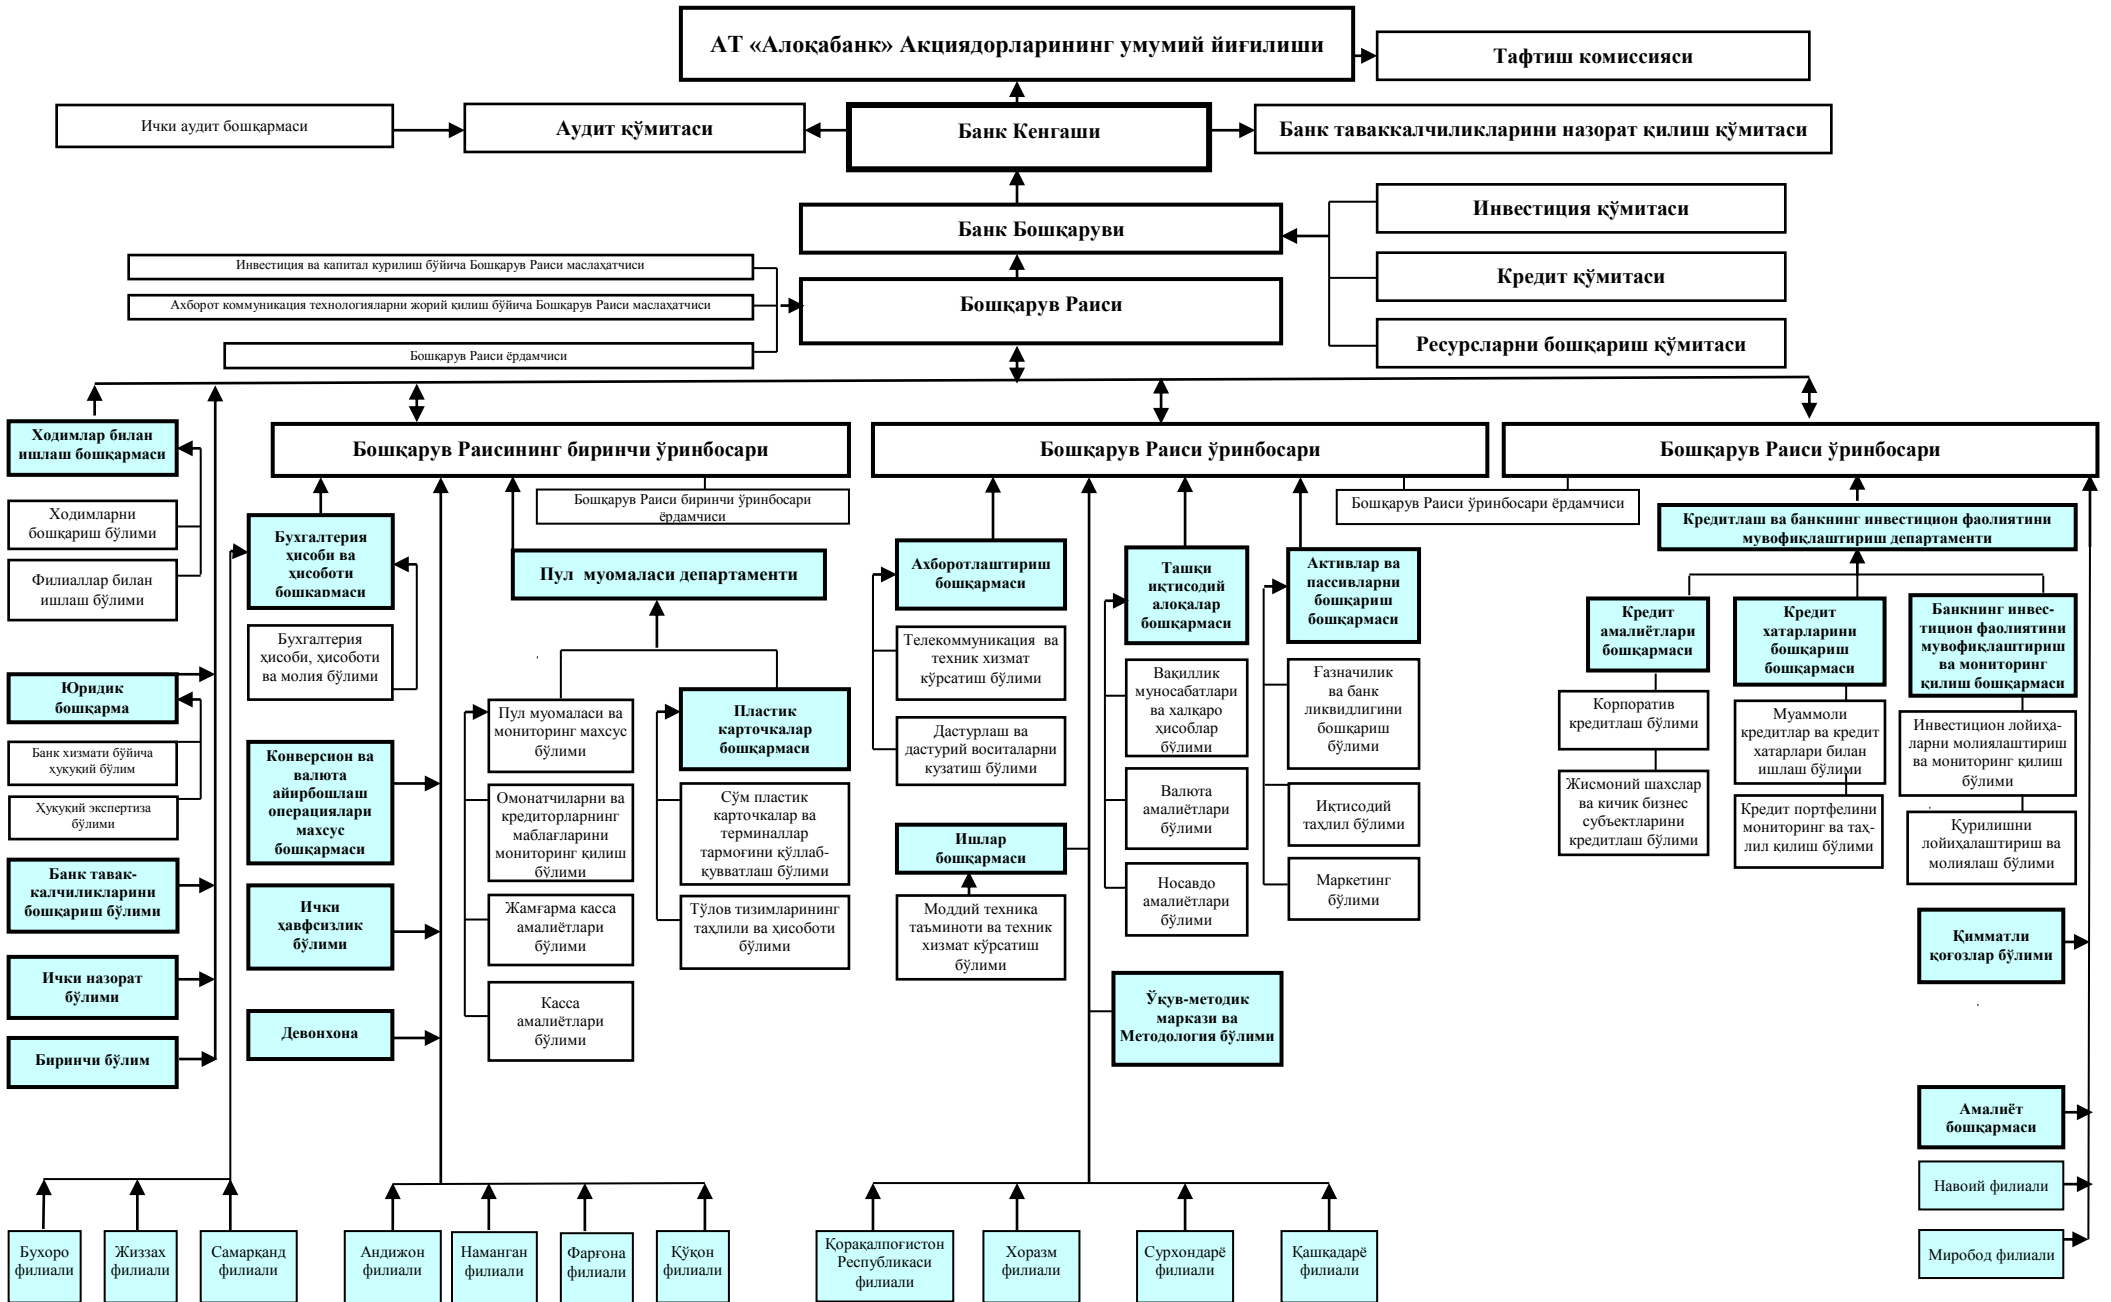 АТ «Алоқабанк» Акциядорларининг умумий йиғилиши
Тафтиш комиссияси
Ички аудит бошқармаси
Аудит қўмитаси
Банк Кенгаши
Банк таваккалчиликларини назорат қилиш қўмитаси
Инвестиция қўмитаси
Банк Бошқаруви
Кредит қўмитаси
Ресурсларни бошқариш қўмитаси
Инвестиция ва капитал курилиш бўйича Бошқарув Раиси маслаҳатчиси
Ахборот коммуникация технологияларни жорий қилиш бўйича Бошқарув Раиси маслаҳатчиси
Бошқарув Раиси ёрдамчиси
Бошқарув Раиси
Ходимлар билан
ишлаш бошқармаси
Ходимларни
бошқариш бўлими
Филиаллар билан
ишлаш бўлими
Юридик
бошқарма
Банк хизмати бўйича
ҳукуқий бўлим
Ҳукуқий экспертиза
бўлими
Банк тавак-
калчиликларини
бошқариш бўлими
Ички назорат
бўлими
Биринчи бўлим
Бошқарув Раисининг биринчи ўринбосари
Бошқарув Раиси биринчи ўринбосари
ёрдамчиси
Бухгалтерия
ҳисоби ва
ҳисоботи
бошқармаси
Бухгалтерия
ҳисоби, ҳисоботи
ва молия бўлими
Конверсион ва
валюта
айирбошлаш
операциялари
махсус
бошқармаси
Ички
ҳавфсизлик
бўлими
Девонхона
Пул муомаласи департаменти
Пул муомаласи ва
мониторинг махсус
бўлими
Омонатчиларни ва
кредиторларнинг
маблағларини
мониторинг қилиш
бўлими
Жамғарма касса
амалиётлари
бўлими
Касса
амалиётлари
бўлими
Пластик
карточкалар
бошқармаси
Сўм пластик
карточкалар ва
терминаллар
тармоғини қўллаб-
қувватлаш бўлими
Тўлов тизимларининг
таҳлили ва ҳисоботи
бўлими
Бошқарув Раиси ўринбосари
Бошқарув Раиси ўринбосари ёрдамчиси
Ахборотлаштириш
бошқармаси
Телекоммуникация ва
техник хизмат
кўрсатиш бўлими
Дастурлаш ва
дастурий воситаларни
кузатиш бўлими
Ишлар
бошқармаси
Моддий техника
таъминоти ва техник
хизмат кўрсатиш
бўлими
Ташқи
иқтисодий
алоқалар
бошқармаси
Вақиллик
муносабатлари
ва халқаро
ҳисоблар
бўлими
Валюта
амалиётлари
бўлими
Носавдо
амалиётлари
бўлими
Ўқув-методик
маркази ва
Методология бўлими
Активлар ва
пассивларни
бошқариш
бошқармаси
Ғазначилик
ва банк
ликвидлигини
бошқариш
бўлими
Иқтисодий
таҳлил бўлими
Маркетинг
бўлими
Бошқарув Раиси ўринбосари
Кредитлаш ва банкнинг инвестицион фаолиятини
мувофиқлаштириш департаменти
Кредит
амалиётлари
бошқармаси
Корпоратив
кредитлаш бўлими
Жисмоний шахслар
ва кичик бизнес
субъектларини
кредитлаш бўлими
Кредит
хатарларини
бошқариш
бошқармаси
Муаммоли
кредитлар ва кредит
хатарлари билан
ишлаш бўлими
Кредит портфелини
мониторинг ва таҳ-
лил қилиш бўлими
Банкнинг инвес-
тицион фаолиятини
мувофиқлаштириш
ва мониторинг
қилиш бошқармаси
Инвестицион лойиҳа-
ларни молиялаштириш
ва мониторинг қилиш
бўлими
Қурилишни
лойиҳалаштириш ва
молиялаш бўлими
Қимматли
қоғозлар бўлими
Амалиёт
бошқармаси
Навоий филиали
Миробод филиали
Бухоро
филиали
Жиззах
филиали
Самарқанд
филиали
Андижон
филиали
Наманган
филиали
Фарғона
филиали
Қўқон
филиали
Қорақалпоғистон
Республикаси
филиали
Хоразм
филиали
Сурхондарё
филиали
Қашқадарё
филиали